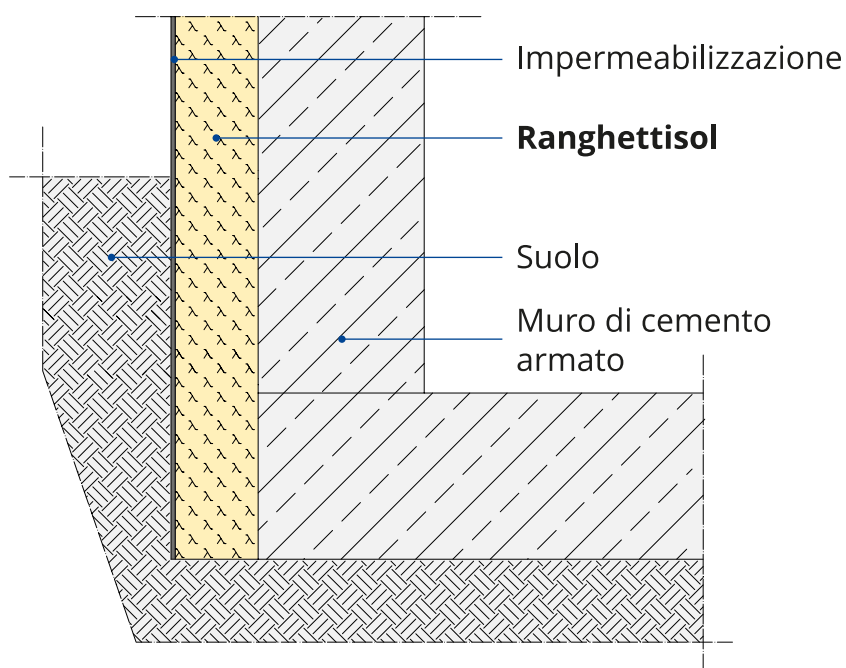 Impermeabilizzazione
Ranghettisol
Suolo
Muro di cemento
armato